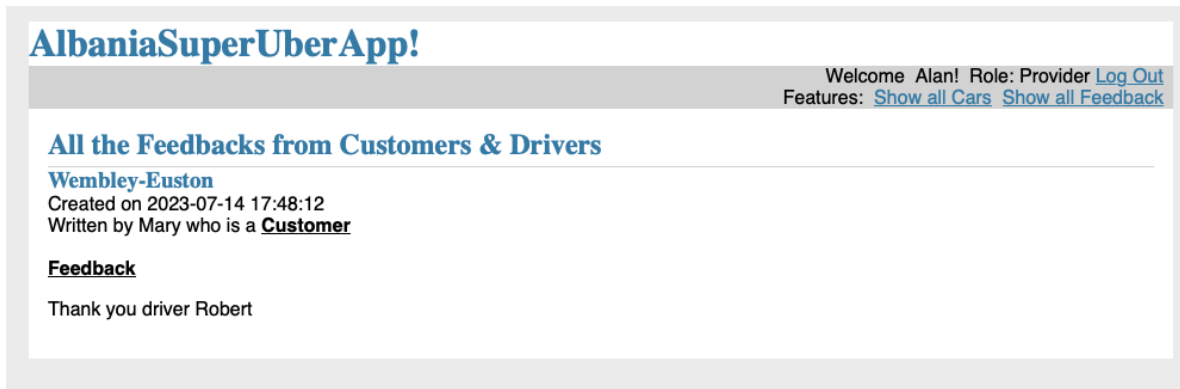 AlbaniaSuperUberApp!
Welcome Alan! Role: Provider Log Out
Features: Show all Cars Show all Feedback
All the Feedbacks from Customers & Drivers
Wembley-Euston
Created on 2023-07-14 17:48:12
Written by Mary who is a Customer
Feedback
Thank you driver Robert